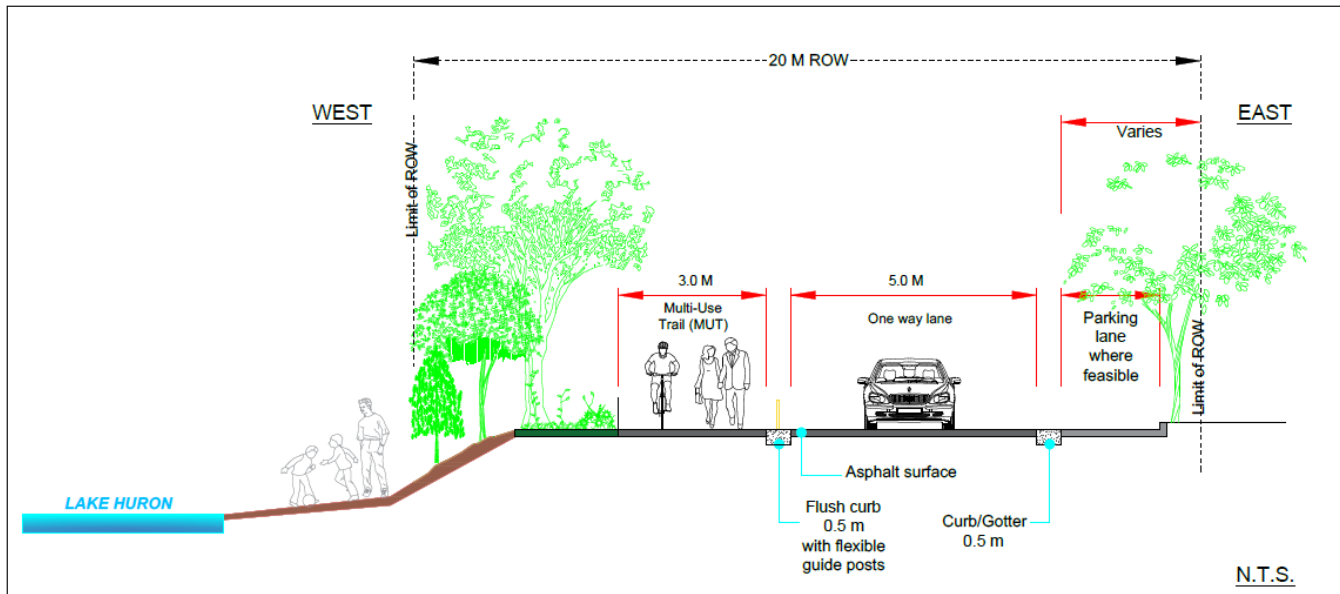 20 M ROW
WEST
EAST
Varies
Limit of ROW
3.0 M
5.0 M
Multi-Use
Trail (MUT)
One way lane
Parking
lane
where
feasible
Limit of ROW
Asphalt surface
LAKE HURON
Flush curb
0.5 m
with flexible
guide posts
Curb/Gotter
0.5 m
N.T.S.